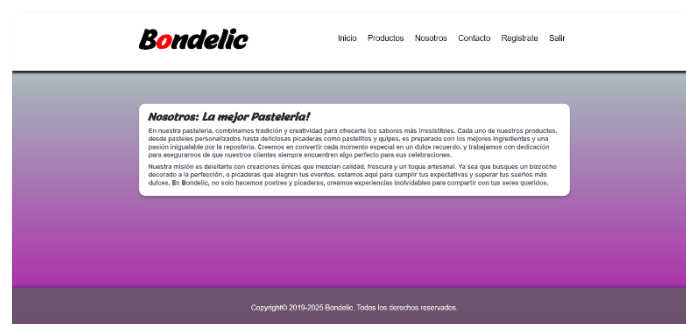 Bondelic
Inicio Productos Nosotros Contacto Registrate Salir
Nosotros: La mejor Pastelería!
En nuestra pastelería, combinamos tradición y creatividad para ofrecerte los sabores más irresistibles. Cada uno de nuestros productos,
desde pasteles personalizados hasta deliciosas picaderas como pastelitos y quipes, es preparado con los mejores ingredientes y una
pasión inigualable por la repostería. Creemos en convertir cada momento especial en un dulce recuerdo, y trabajamos con dedicación
para asegurarnos de que nuestros clientes siempre encuentren algo perfecto para sus celebraciones.
Nuestra misión es deleitarte con creaciones únicas que mezclan calidad, frescura y un toque artesanal. Ya sea que busques un bizcocho
decorado a la perfección, o picaderas que alegren tus eventos, estamos aquí para cumplir tus expectativas y superar tus sueños más
dulces. En Bondelic, no solo hacemos postres y picaderas, creamos experiencias inolvidables para compartir con tus seres queridos.
Copyright© 2019-2025 Bondelic. Todos los derechos reservados.